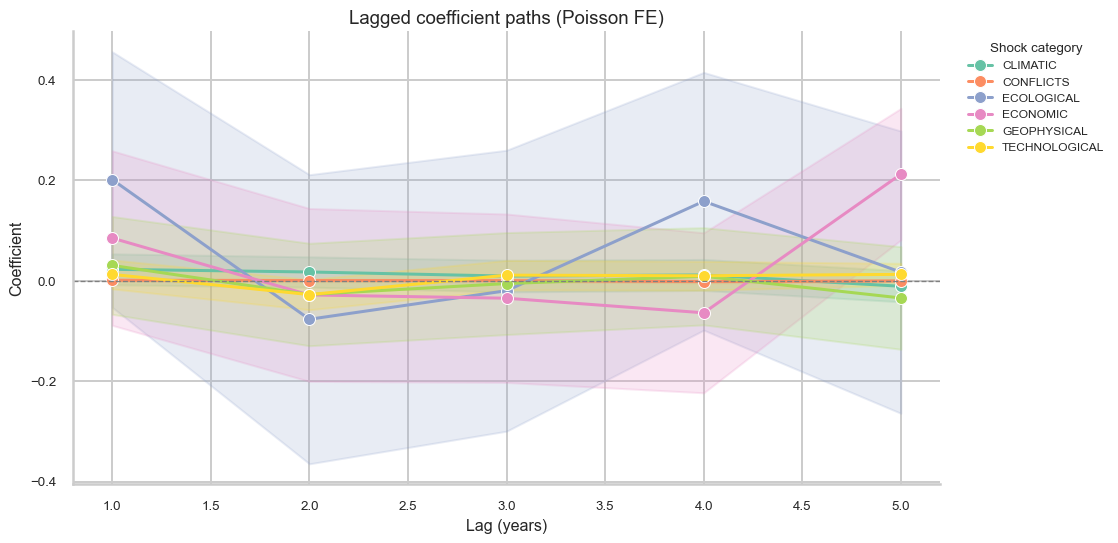 Lagged coefficient paths (Poisson FE)
Shock category
CLIMATIC
CONFLICTS
ECOLOGICAL
ECONOMIC
GEOPHYSICAL
TECHNOLOGICAL
Coefficient
0.4
0.2
0.0
−0.2
−0.4
1.0 1.5 2.0 2.5 3.0 3.5 4.0 4.5 5.0
Lag (years)